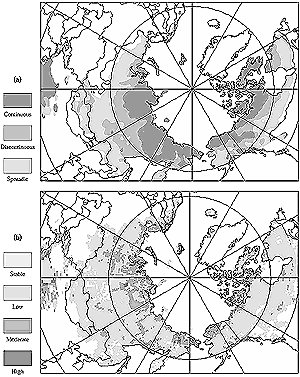 (a)
Continuous
Discontinuous
Sporadic
(b)
Stable
Low
Moderate
High